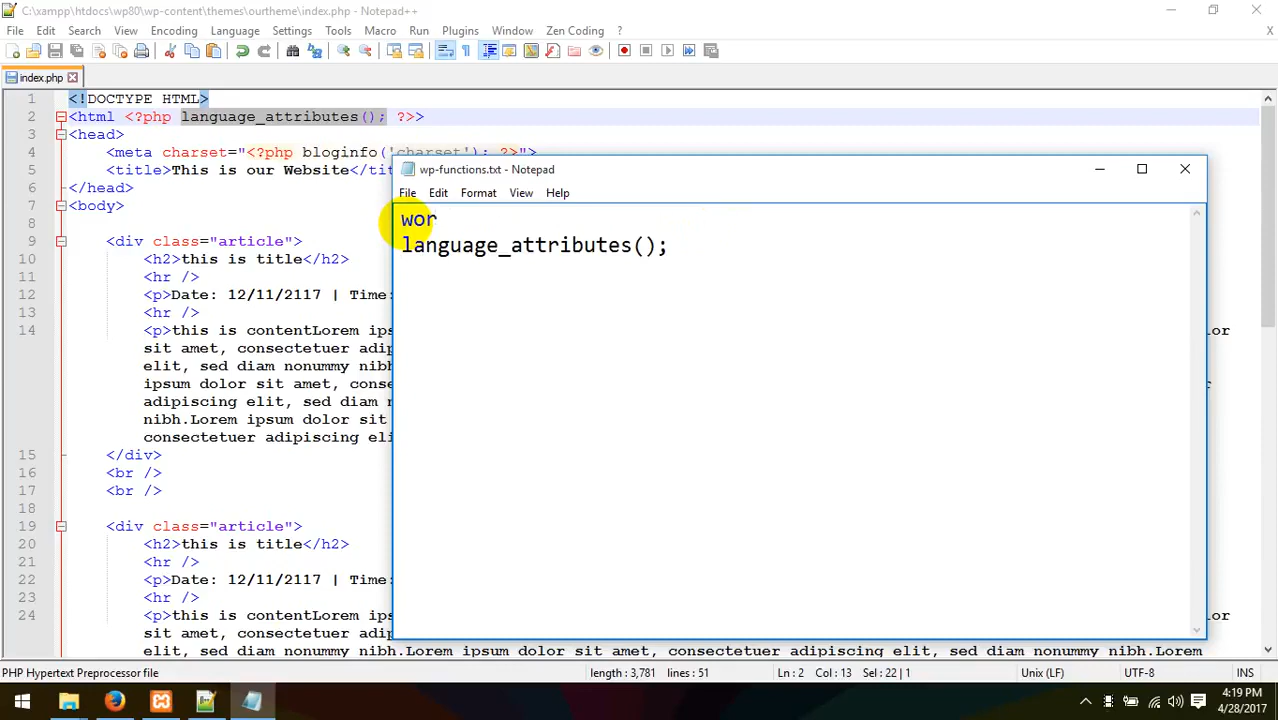 C:\xampp\htdocs\wp80\wp-content\themes\ourtheme\index.php - Notepad++
File Edit Search View Encoding Language Settings Tools Macro Run Plugins Window Zen Coding ? X
index.php
1 <!DOCTYPE HTML>
2 <html <?php language_attributes(); ?>>
3 <head>
4 <meta charset="<?php bloginfo('charset'); ?>">
5 <title>This is our Website</tit
6 </head>
7 <body>
8
9 <div class="article">
10 <h2>this is title</h2>
11 <hr />
12 <p>Date: 12/11/2117 | Time:
13 <hr />
14 <p>this is contentLorem ips
lor
sit amet, consectetuer adip
elit, sed diam nonummy nibh
ipsum dolor sit amet, conse
adipiscing elit, sed diam n
nibh.Lorem ipsum dolor sit
consectetuer adipiscing eli
15 </div>
16 <br />
17 <br />
18
19 <div class="article">
20 <h2>this is title</h2>
21 <hr />
22 <p>Date: 12/11/2117 | Time:
23 <hr />
24 <p>this is contentLorem ips
lor
sit amet, consectetuer adip
elit, sed diam nonummy nibh.Lorem ipsum dolor sit amet, consectetuer adipiscing elit, sed diam nonummy nibh.Lorem
wp-functions.txt - Notepad
File Edit Format View Help
wor
language_attributes();
PHP Hypertext Preprocessor file length : 3,781 lines : 51 Ln : 2 Col : 13 Sel : 22 | 1 Unix (LF) UTF-8 INS
4:19 PM
4/28/2017